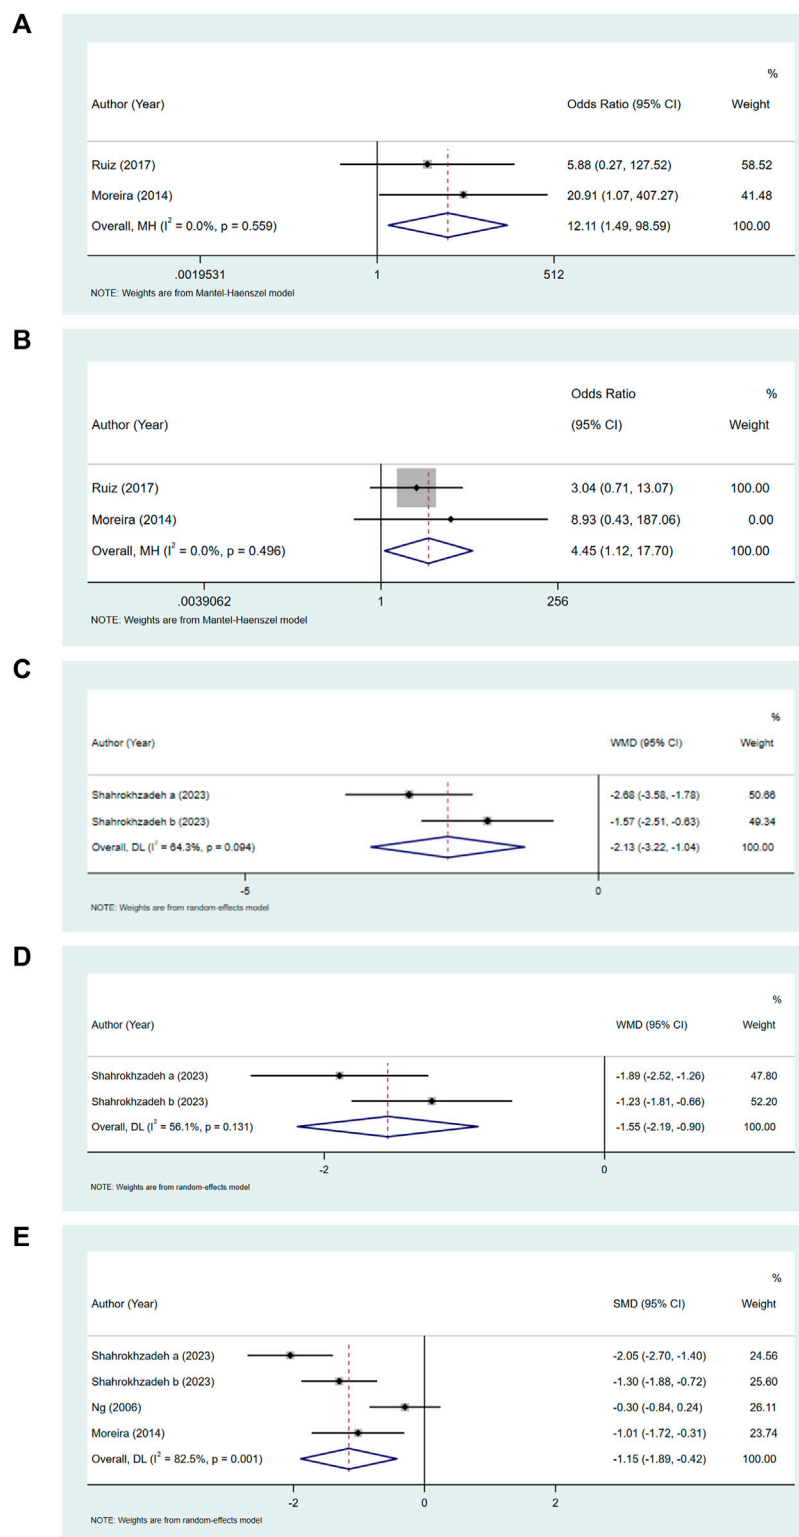 A
%
Author (Year) Odds Ratio (95% CI) Weight
Ruiz (2017) 5.88 (0.27, 127.52) 58.52
Moreira (2014) 20.91 (1.07, 407.27) 41.48
Overall, MH (I² = 0.0%, p = 0.559) 12.11 (1.49, 98.59) 100.00
.0019531 1 512
NOTE: Weights are from Mantel-Haenszel model
B
Odds Ratio %
Author (Year) (95% CI) Weight
Ruiz (2017) 3.04 (0.71, 13.07) 100.00
Moreira (2014) 8.93 (0.43, 187.06) 0.00
Overall, MH (I² = 0.0%, p = 0.496) 4.45 (1.12, 17.70) 100.00
.0039062 1 256
NOTE: Weights are from Mantel-Haenszel model
C
%
Author (Year) WMD (95% CI) Weight
Shahrokhzadeh a (2023) -2.68 (-3.58, -1.78) 50.66
Shahrokhzadeh b (2023) -1.57 (-2.51, -0.63) 49.34
Overall, DL (I² = 64.3%, p = 0.094) -2.13 (-3.22, -1.04) 100.00
-5 0
NOTE: Weights are from random-effects model
D
%
Author (Year) WMD (95% CI) Weight
Shahrokhzadeh a (2023) -1.89 (-2.52, -1.26) 47.80
Shahrokhzadeh b (2023) -1.23 (-1.81, -0.66) 52.20
Overall, DL (I² = 56.1%, p = 0.131) -1.55 (-2.19, -0.90) 100.00
-2 0
NOTE: Weights are from random-effects model
E
%
Author (Year) SMD (95% CI) Weight
Shahrokhzadeh a (2023) -2.05 (-2.70, -1.40) 24.56
Shahrokhzadeh b (2023) -1.30 (-1.88, -0.72) 25.60
Ng (2006) -0.30 (-0.84, 0.24) 26.11
Moreira (2014) -1.01 (-1.72, -0.31) 23.74
Overall, DL (I² = 82.5%, p = 0.001) -1.15 (-1.89, -0.42) 100.00
-2 0 2
NOTE: Weights are from random-effects model